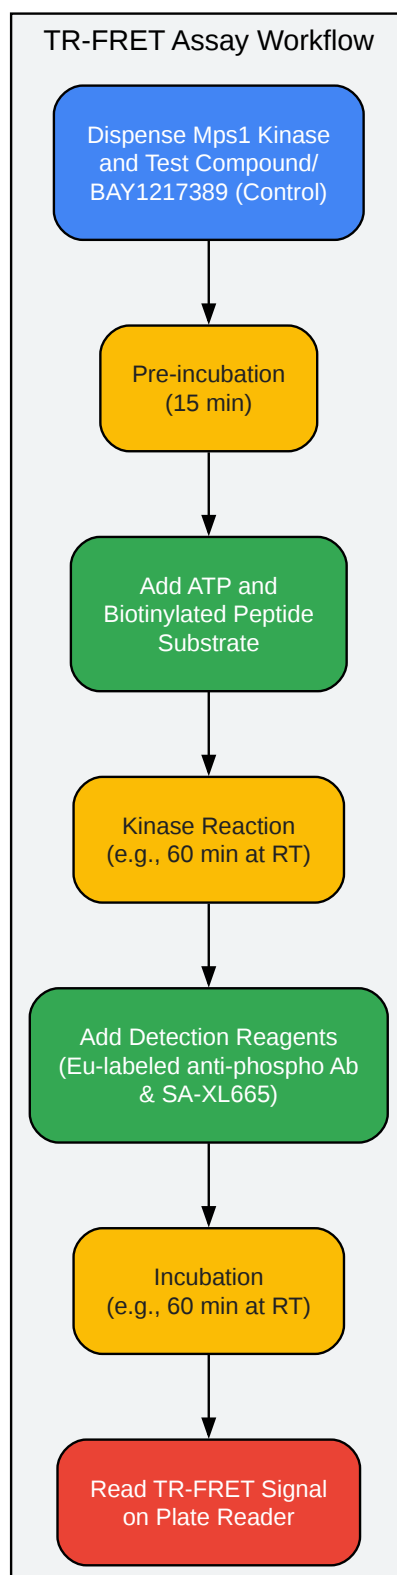 TR-FRET Assay Workflow
Dispense Mps1 Kinase
and Test Compound/
BAY1217389 (Control)
Pre-incubation
(15 min)
Add ATP and
Biotinylated Peptide
Substrate
Kinase Reaction
(e.g., 60 min at RT)
Add Detection Reagents
(Eu-labeled anti-phospho Ab
& SA-XL665)
Incubation
(e.g., 60 min at RT)
Read TR-FRET Signal
on Plate Reader